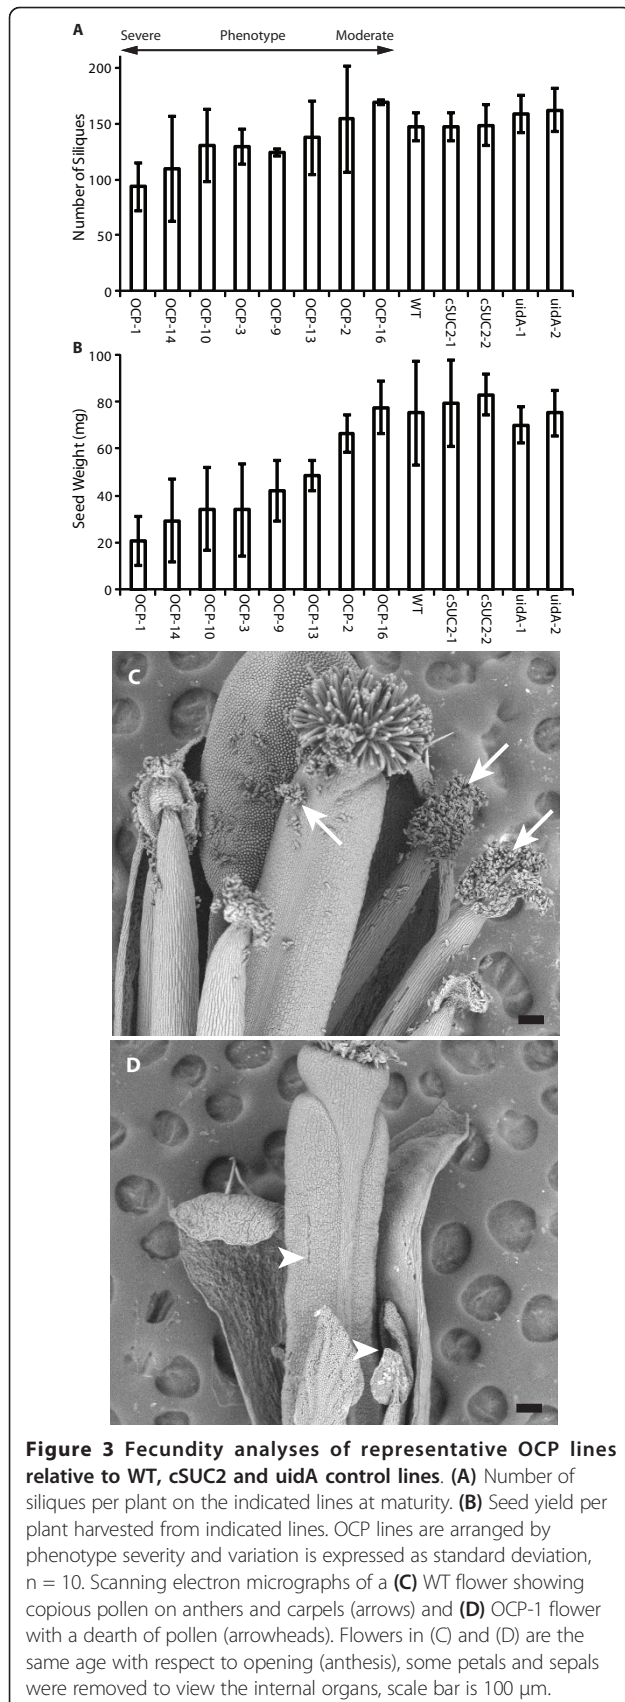 A
Severe Phenotype Moderate
200
150
100
50
0
Number of Siliques
OCP-1
OCP-14
OCP-10
OCP-3
OCP-9
OCP-13
OCP-2
OCP-16
WT
cSUC2-1
cSUC2-2
uidA-1
uidA-2
B
100
80
60
40
20
0
Seed Weight (mg)
OCP-1
OCP-14
OCP-10
OCP-3
OCP-9
OCP-13
OCP-2
OCP-16
WT
cSUC2-1
cSUC2-2
uidA-1
uidA-2
C
D
Figure 3 Fecundity analyses of representative OCP lines
relative to WT, cSUC2 and uidA control lines. (A) Number of
siliques per plant on the indicated lines at maturity. (B) Seed yield per
plant harvested from indicated lines. OCP lines are arranged by
phenotype severity and variation is expressed as standard deviation,
n = 10. Scanning electron micrographs of a (C) WT flower showing
copious pollen on anthers and carpels (arrows) and (D) OCP-1 flower
with a dearth of pollen (arrowheads). Flowers in (C) and (D) are the
same age with respect to opening (anthesis), some petals and sepals
were removed to view the internal organs, scale bar is 100 μm.